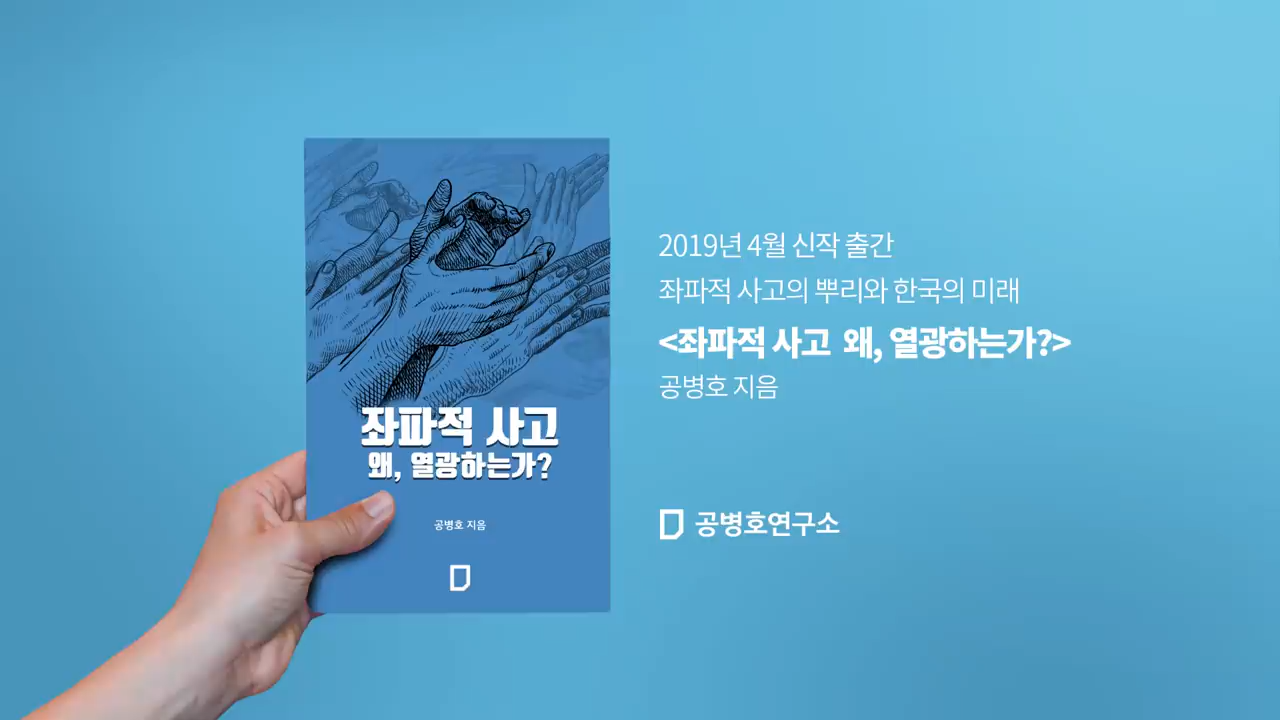 좌파적 사고
왜, 열광하는가?
공병호 지음
2019년 4월 신작 출간
좌파적 사고의 뿌리와 한국의 미래
<좌파적 사고  왜, 열광하는가?>
공병호 지음
공병호연구소